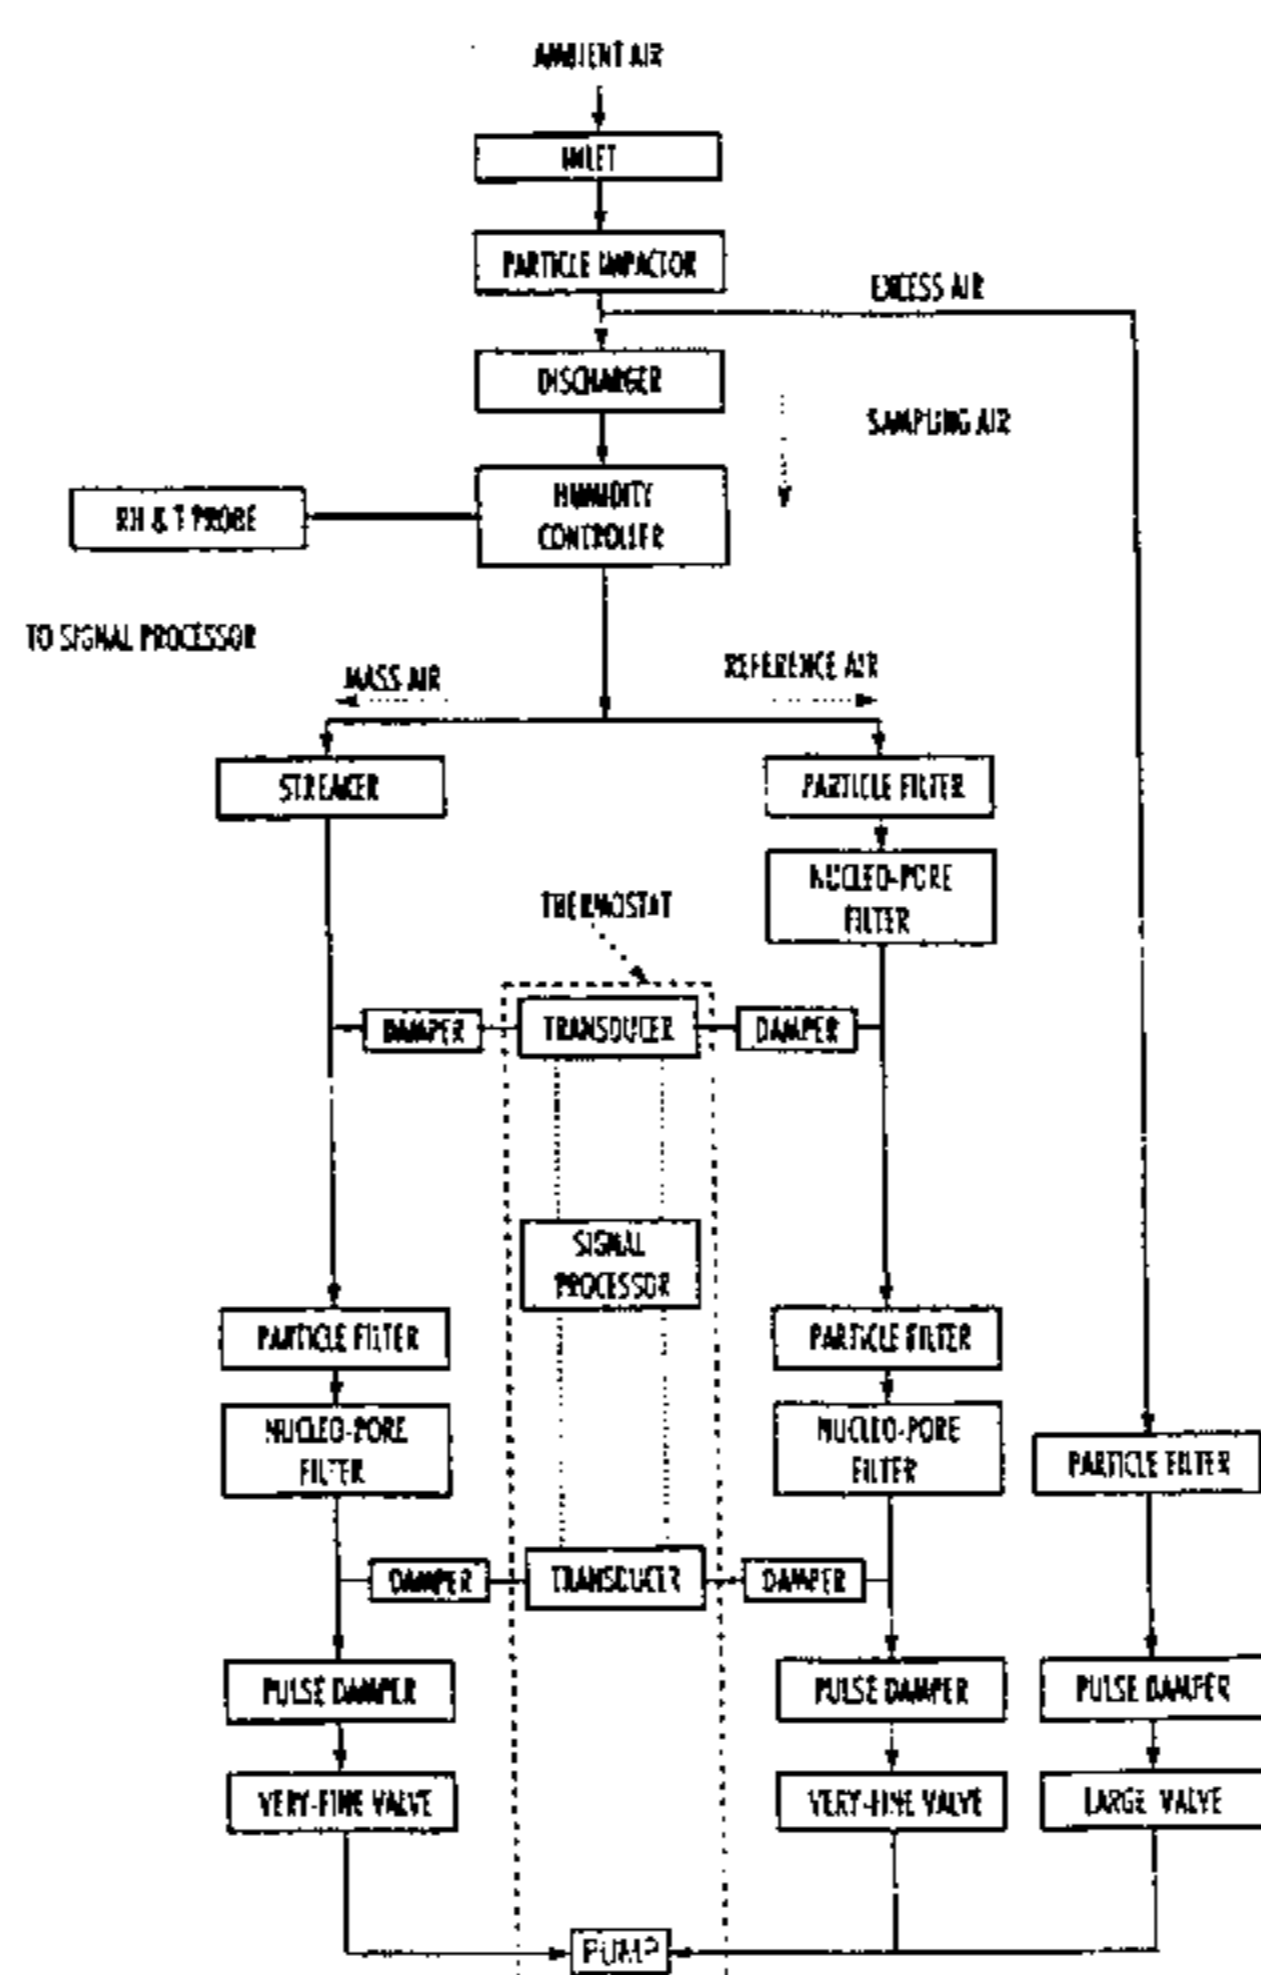 AMBIENT AIR
INLET
PARTICLE IMPACTOR
EXCESS AIR
DISCHARGER
SAMPLING AIR
RH & T PROBE
HUMIDITY
CONTROLLER
TO SIGNAL PROCESSOR
MASS AIR
REFERENCE AIR
STREAKER
PARTICLE FILTER
NUCLEO-PORE
FILTER
THERMOSTAT
DAMPER
TRANSDUCER
DAMPER
SIGNAL
PROCESSOR
PARTICLE FILTER
PARTICLE FILTER
NUCLEO-PORE
FILTER
NUCLEO-PORE
FILTER
PARTICLE FILTER
DAMPER
TRANSDUCER
DAMPER
PULSE DAMPER
PULSE DAMPER
PULSE DAMPER
VERY-FINE VALVE
VERY-FINE VALVE
LARGE VALVE
PUMP